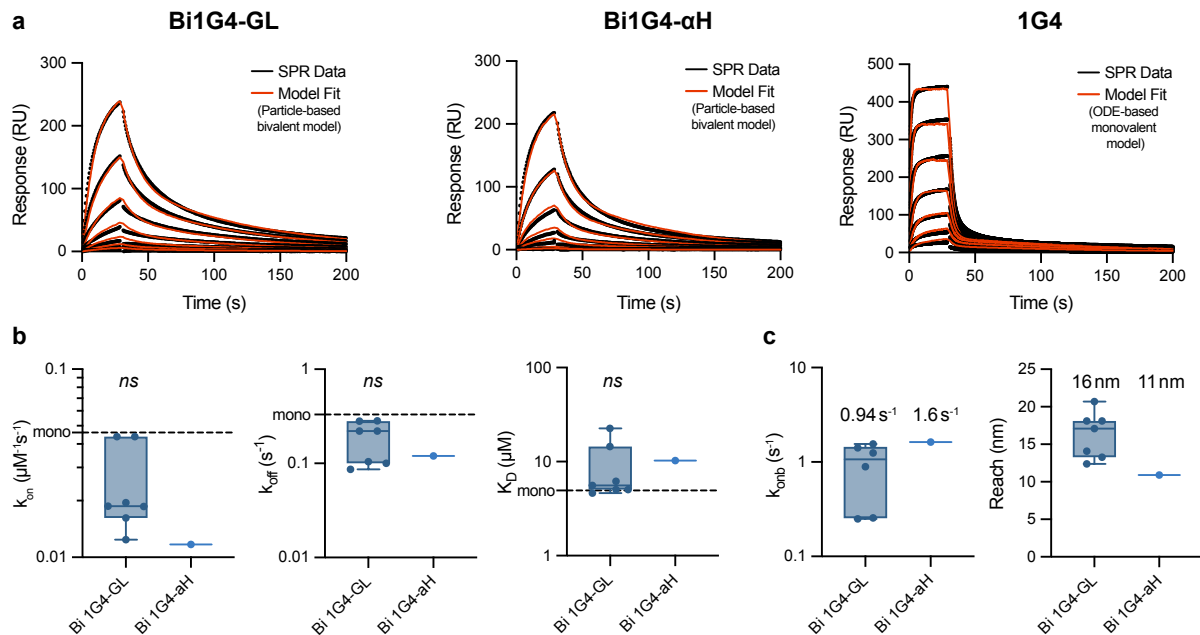 a
Bi1G4-GL
Bi1G4-αH
1G4
Response (RU)
300
200
100
0
0
50
100
150
200
Time (s)
SPR Data
Model Fit
(Particle-based
bivalent model)
Response (RU)
300
200
100
0
0
50
100
150
200
Time (s)
SPR Data
Model Fit
(Particle-based
bivalent model)
Response (RU)
500
400
300
200
100
0
0
50
100
150
200
Time (s)
SPR Data
Model Fit
(ODE-based
monovalent
model)
b
kon (µM-1s-1)
0.1
mono
0.01
ns
Bi 1G4-GL
Bi 1G4-aH
koff (s-1)
1
mono
0.1
0.01
ns
Bi 1G4-GL
Bi 1G4-aH
KD (µM)
100
10
mono
1
ns
Bi 1G4-GL
Bi 1G4-aH
c
konb (s-1)
10
1
0.1
0.94 s-1
1.6 s-1
Bi 1G4-GL
Bi 1G4-aH
Reach (nm)
25
20
15
10
5
0
16 nm
11 nm
Bi 1G4-GL
Bi 1G4-aH